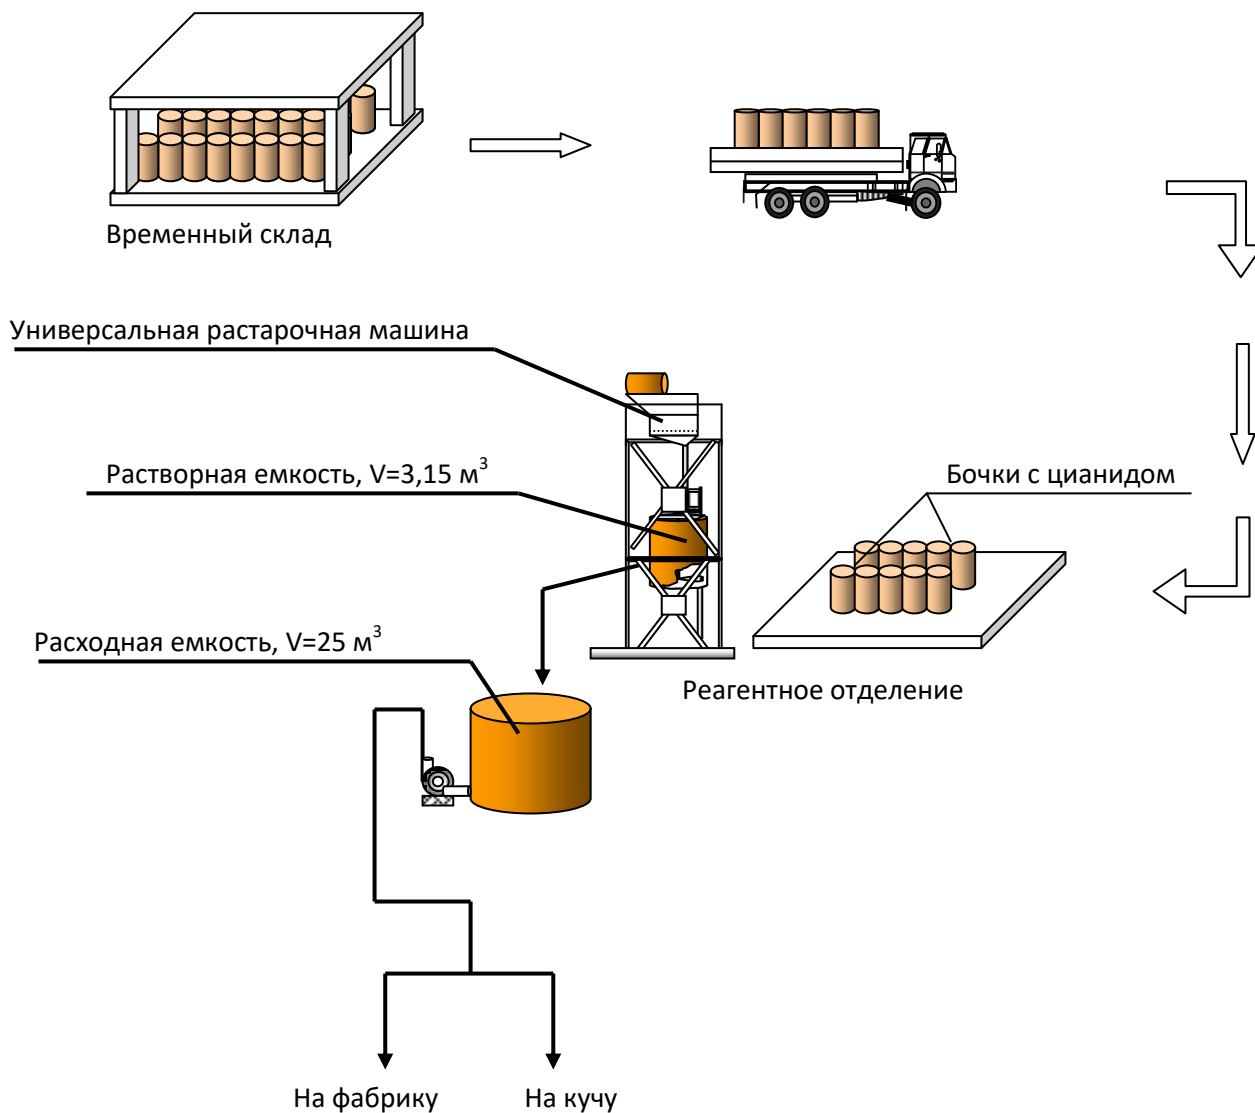 Временный склад
Универсальная растарочная машина
Растворная емкость, V=3,15 м³
Бочки с цианидом
Расходная емкость, V=25 м³
Реагентное отделение
На фабрику
На кучу